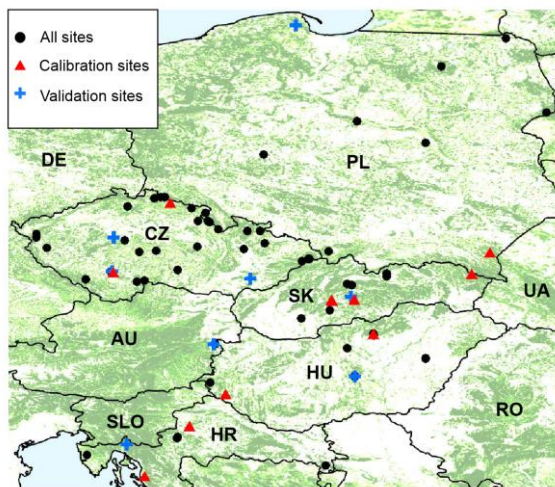 All sites
Calibration sites
Validation sites
DE
PL
CZ
SK
UA
AU
HU
RO
SLO
HR